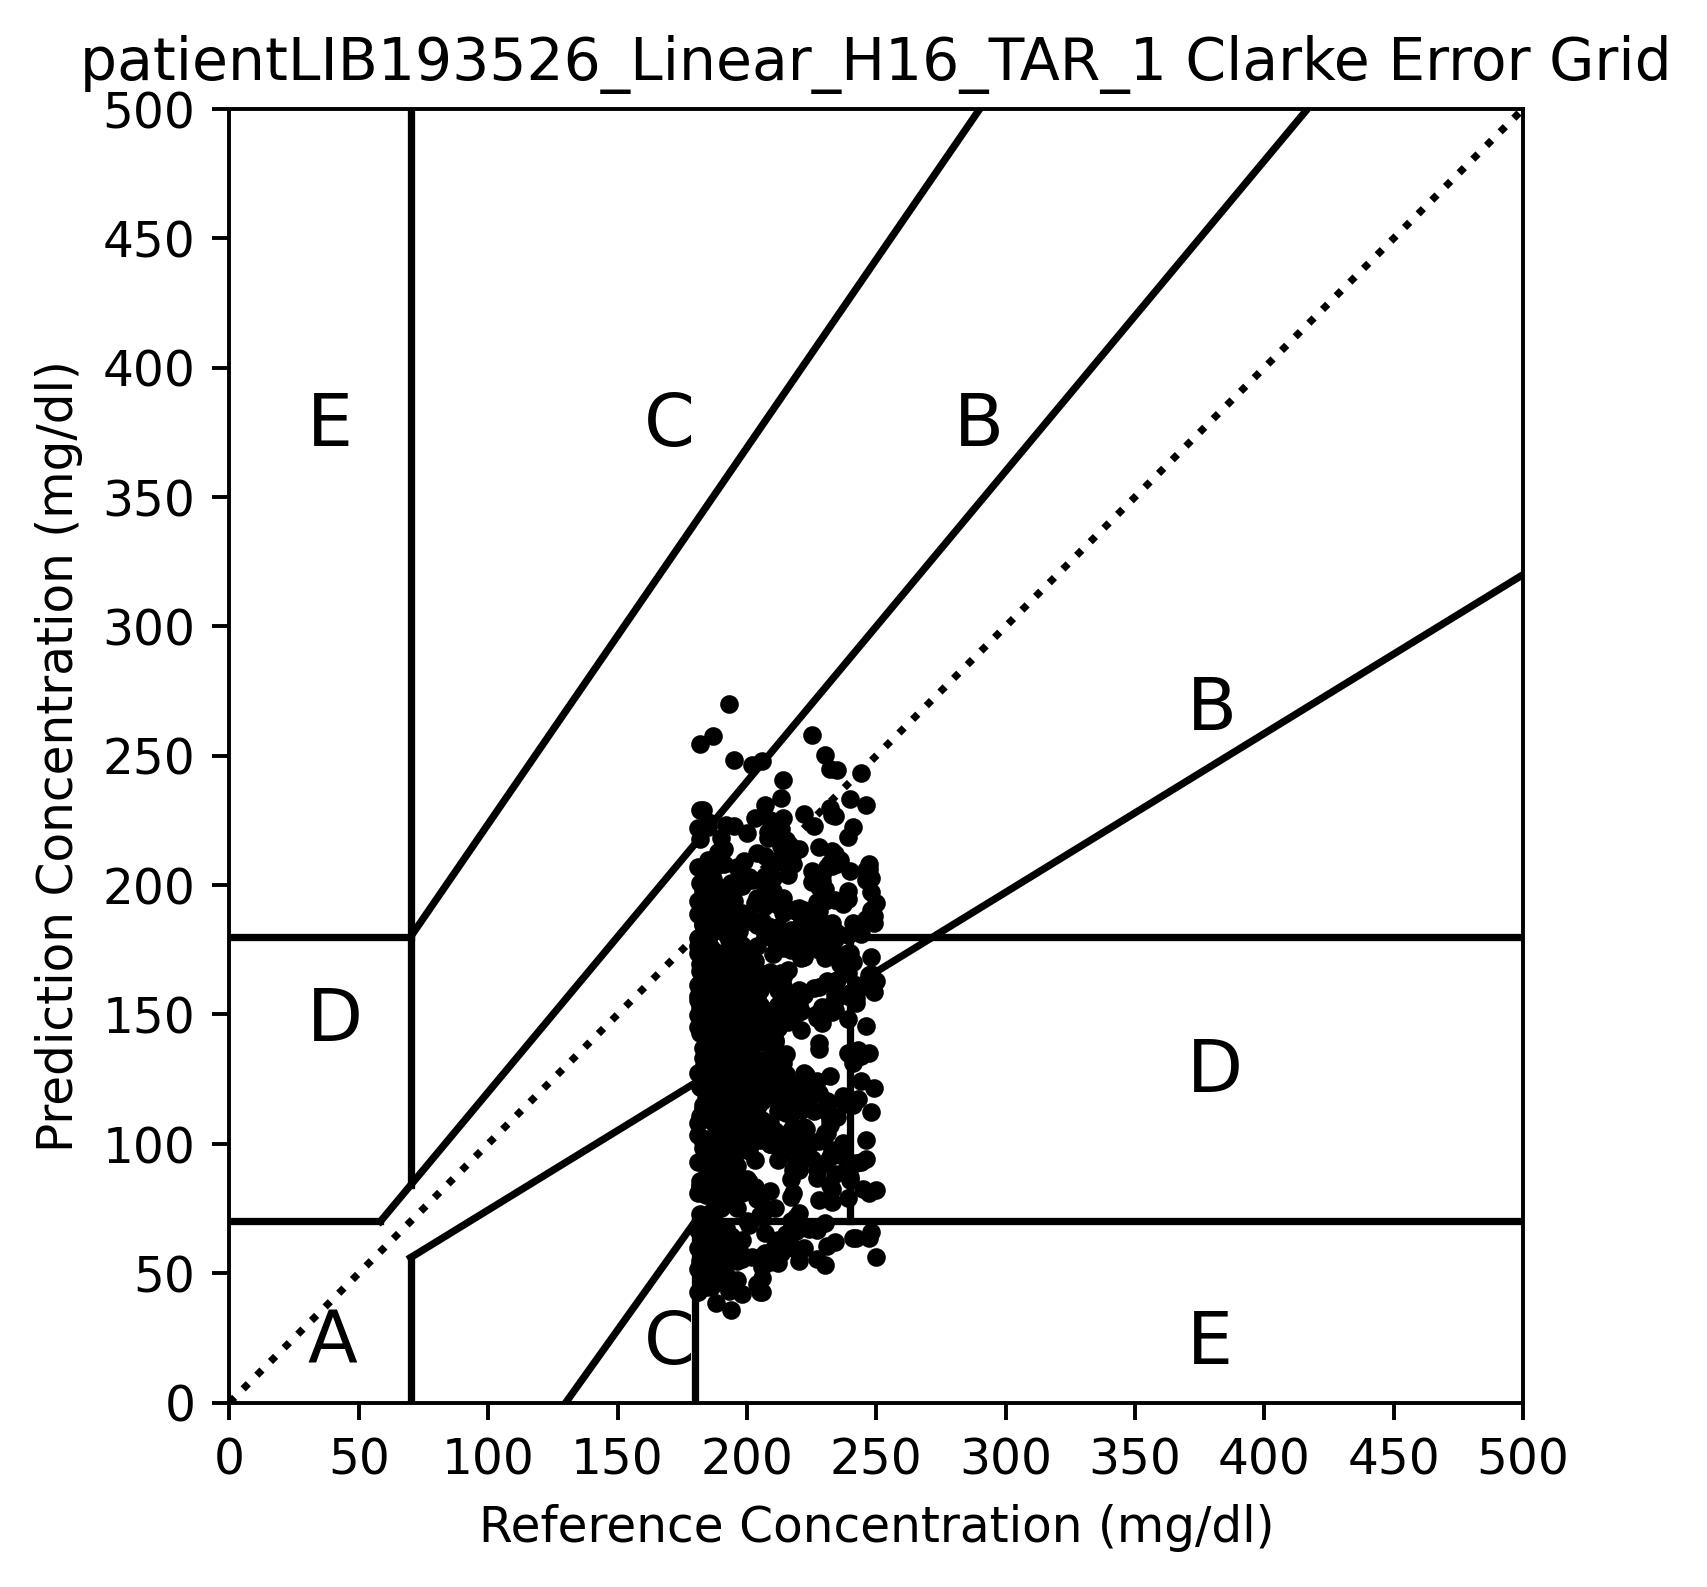 patientLIB193526_Linear_H16_TAR_1 Clarke Error Grid
500
450
400
350
300
250
200
150
100
50
0
Prediction Concentration (mg/dl)
E
C
B
B
D
D
A
C
E
0 50 100 150 200 250 300 350 400 450 500
Reference Concentration (mg/dl)